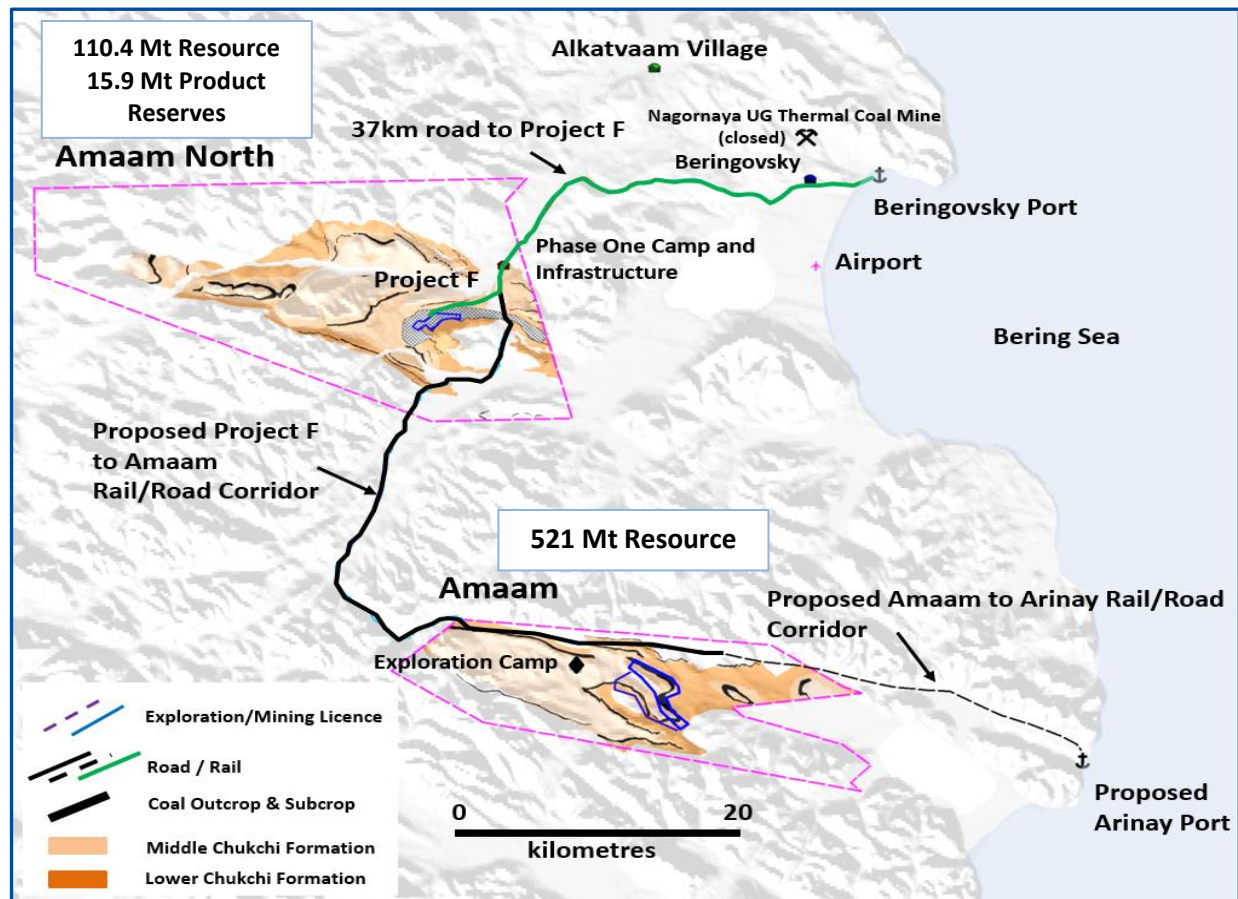 110.4 Mt Resource
15.9 Mt Product
Reserves
Alkatvaam Village
Nagornaya UG Thermal Coal Mine
(closed)
37km road to Project F
Beringovsky
Amaam North
Beringovsky Port
Phase One Camp and
Infrastructure
Project F
Airport
Bering Sea
Proposed Project F
to Amaam
Rail/Road Corridor
521 Mt Resource
Amaam
Proposed Amaam to Arinay Rail/Road
Corridor
Exploration Camp
Exploration/Mining Licence
Road / Rail
Coal Outcrop & Subcrop
Middle Chukchi Formation
Lower Chukchi Formation
0 20
kilometres
Proposed
Arinay Port